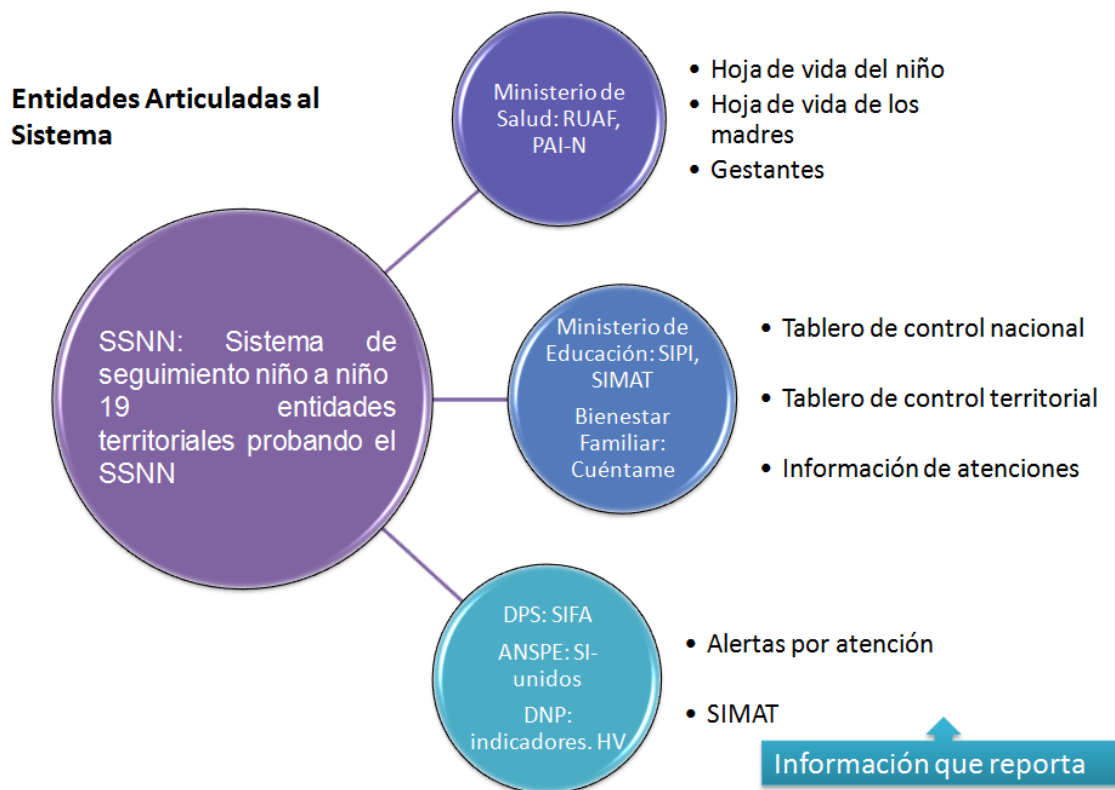 Entidades Articuladas al
Sistema
Ministerio de
Salud: RUAF,
PAI-N
• Hoja de vida del niño
• Hoja de vida de los
madres
• Gestantes
SSNN: Sistema de
seguimiento niño a niño
19 entidades
territoriales probando el
SSNN
Ministerio de
Educación: SIPI,
SIMAT
Bienestar
Familiar:
Cuéntame
• Tablero de control nacional
• Tablero de control territorial
• Información de atenciones
DPS: SIFA
ANSPE: SI-
unidos
DNP:
indicadores. HV
• Alertas por atención
• SIMAT
Información que reporta